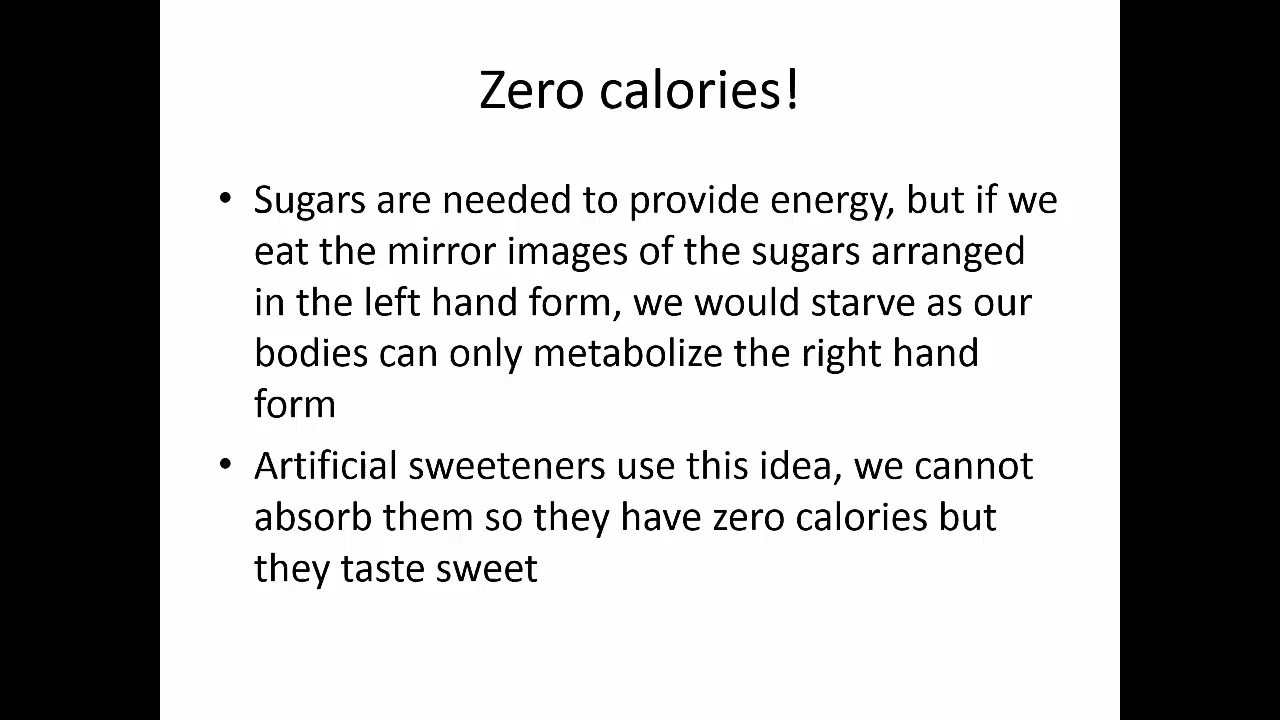 Zero calories!
• Sugars are needed to provide energy, but if we
eat the mirror images of the sugars arranged
in the left hand form, we would starve as our
bodies can only metabolize the right hand
form
• Artificial sweeteners use this idea, we cannot
absorb them so they have zero calories but
they taste sweet